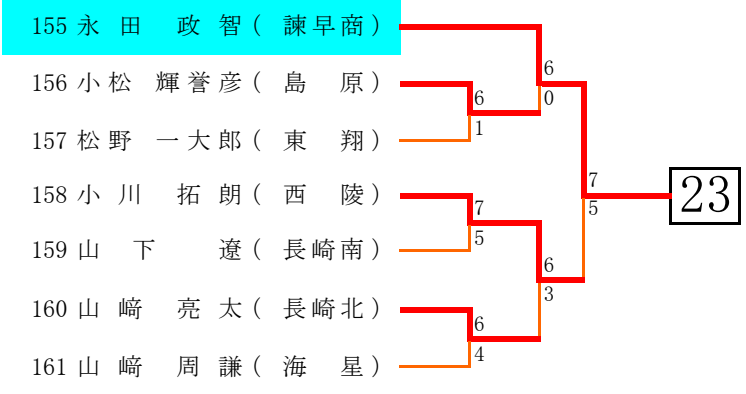 155 永田 政智(諫早商)
6
156 小松 輝誉彦(島原)
6
0
1
157 松野 一大郎(東翔)
7
23
158 小川 拓朗(西陵)
7
5
5
159 山下 遼(長崎南)
6
3
160 山﨑 亮太(長崎北)
6
4
161 山﨑 周謙(海星)